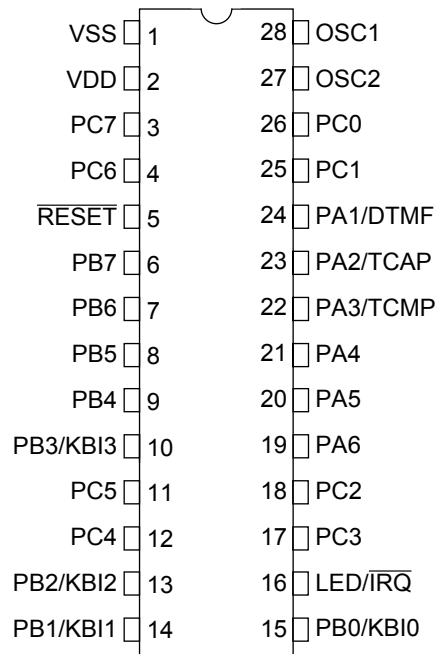 VSS 1 28 OSC1
VDD 2 27 OSC2
PC7 3 26 PC0
PC6 4 25 PC1
R̅E̅S̅E̅T̅ 5 24 PA1/DTMF
PB7 6 23 PA2/TCAP
PB6 7 22 PA3/TCMP
PB5 8 21 PA4
PB4 9 20 PA5
PB3/KBI3 10 19 PA6
PC5 11 18 PC2
PC4 12 17 PC3
PB2/KBI2 13 16 LED/I̅R̅Q̅
PB1/KBI1 14 15 PB0/KBI0